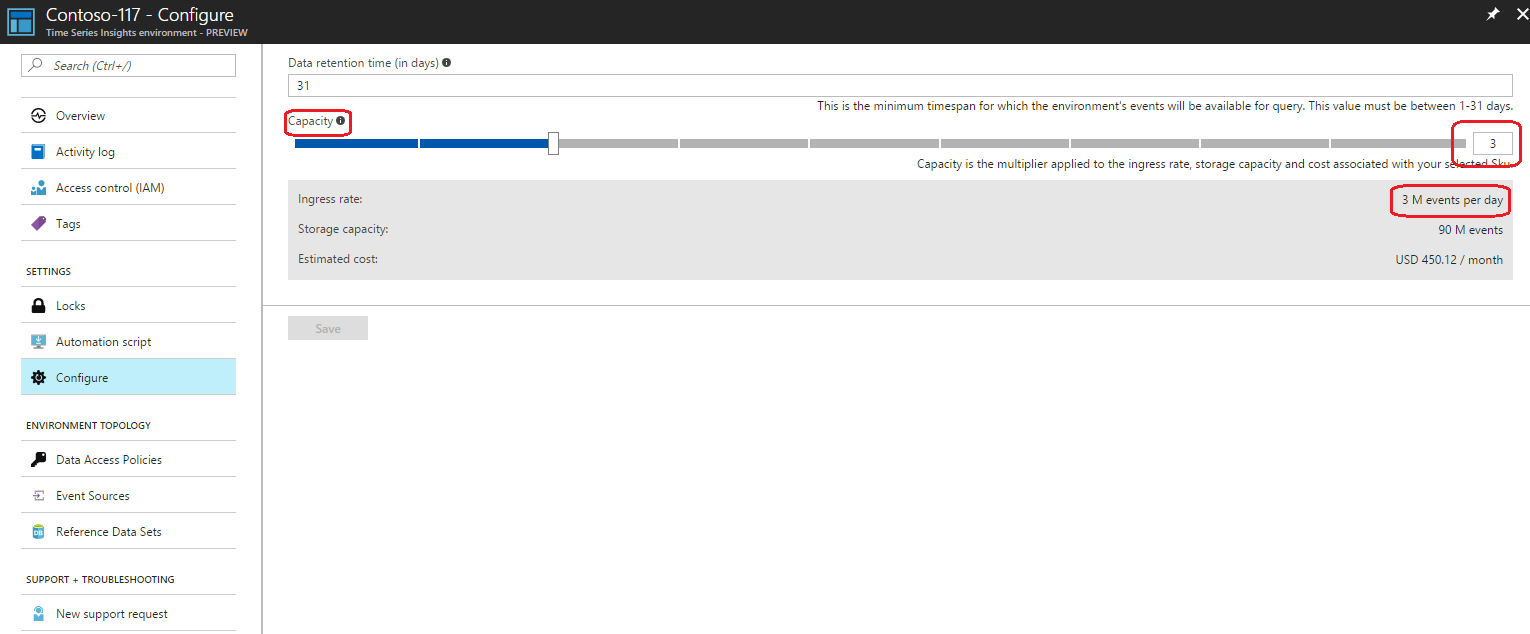 Contoso-117 - Configure
Time Series Insights environment - PREVIEW
Search (Ctrl+/)
Overview
Activity log
Access control (IAM)
Tags
SETTINGS
Locks
Automation script
Configure
ENVIRONMENT TOPOLOGY
Data Access Policies
Event Sources
Reference Data Sets
SUPPORT + TROUBLESHOOTING
New support request
Data retention time (in days)
31
This is the minimum timespan for which the environment's events will be available for query. This value must be between 1-31 days.
Capacity
3
Capacity is the multiplier applied to the ingress rate, storage capacity and cost associated with your selected Sku.
Ingress rate: 3 M events per day
Storage capacity: 90 M events
Estimated cost: USD 450.12 / month
Save